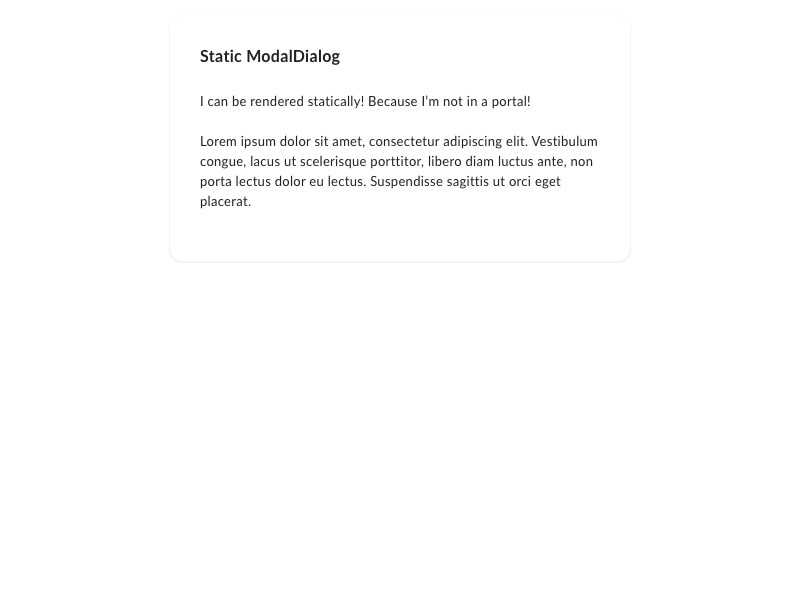 Static ModalDialog
I can be rendered statically! Because I’m not in a portal!
Lorem ipsum dolor sit amet, consectetur adipiscing elit. Vestibulum
congue, lacus ut scelerisque porttitor, libero diam luctus ante, non
porta lectus dolor eu lectus. Suspendisse sagittis ut orci eget
placerat.